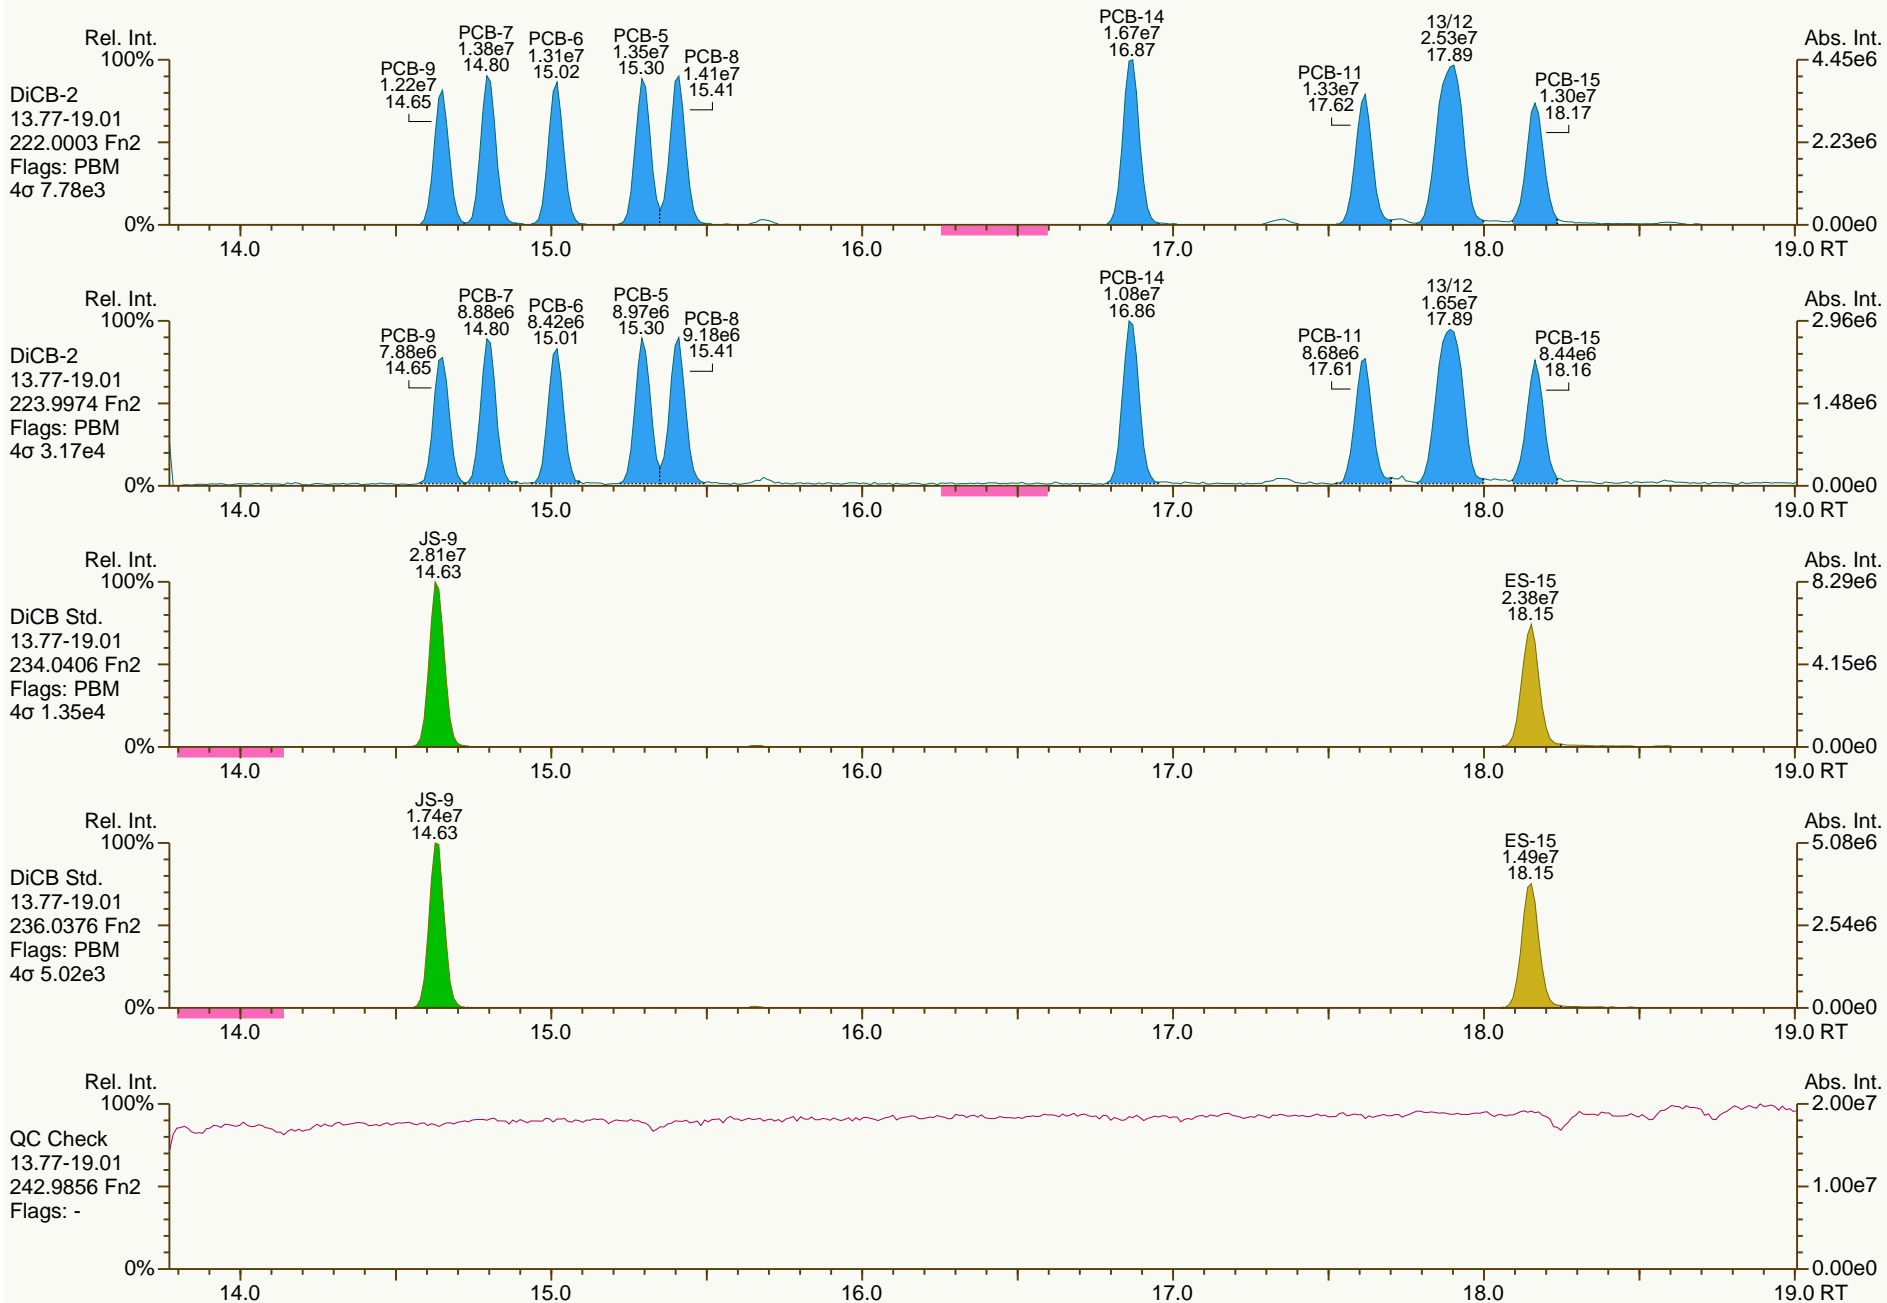 Rel. Int.
100%
0%
DiCB-2
13.77-19.01
222.0003 Fn2
Flags: PBM
4σ 7.78e3
PCB-9
1.22e7
14.65
PCB-7
1.38e7
14.80
PCB-6
1.31e7
15.02
PCB-5
1.35e7
15.30
PCB-8
1.41e7
15.41
PCB-14
1.67e7
16.87
PCB-11
1.33e7
17.62
13/12
2.53e7
17.89
PCB-15
1.30e7
18.17
Abs. Int.
4.45e6
2.23e6
0.00e0
14.0 15.0 16.0 17.0 18.0 19.0 RT
Rel. Int.
100%
0%
DiCB-2
13.77-19.01
223.9974 Fn2
Flags: PBM
4σ 3.17e4
PCB-9
7.88e6
14.65
PCB-7
8.88e6
14.80
PCB-6
8.42e6
15.01
PCB-5
8.97e6
15.30
PCB-8
9.18e6
15.41
PCB-14
1.08e7
16.86
PCB-11
8.68e6
17.61
13/12
1.65e7
17.89
PCB-15
8.44e6
18.16
Abs. Int.
2.96e6
1.48e6
0.00e0
14.0 15.0 16.0 17.0 18.0 19.0 RT
Rel. Int.
100%
0%
DiCB Std.
13.77-19.01
234.0406 Fn2
Flags: PBM
4σ 1.35e4
JS-9
2.81e7
14.63
ES-15
2.38e7
18.15
Abs. Int.
8.29e6
4.15e6
0.00e0
14.0 15.0 16.0 17.0 18.0 19.0 RT
Rel. Int.
100%
0%
DiCB Std.
13.77-19.01
236.0376 Fn2
Flags: PBM
4σ 5.02e3
JS-9
1.74e7
14.63
ES-15
1.49e7
18.15
Abs. Int.
5.08e6
2.54e6
0.00e0
14.0 15.0 16.0 17.0 18.0 19.0 RT
Rel. Int.
100%
0%
QC Check
13.77-19.01
242.9856 Fn2
Flags: -
Abs. Int.
2.00e7
1.00e7
0.00e0
14.0 15.0 16.0 17.0 18.0 19.0 RT